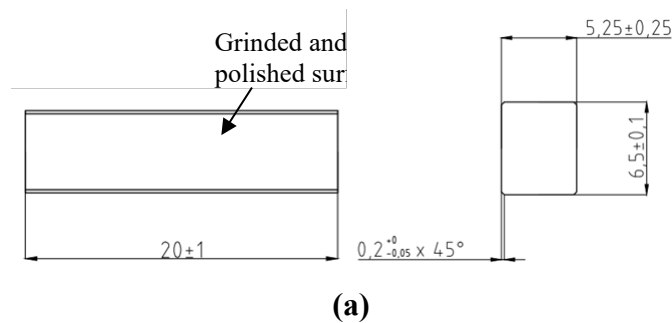 Grinded and
polished
5,25±0,25
6,5±0,1
20±1
0,2 +0 -0,05 x 45°
(a)